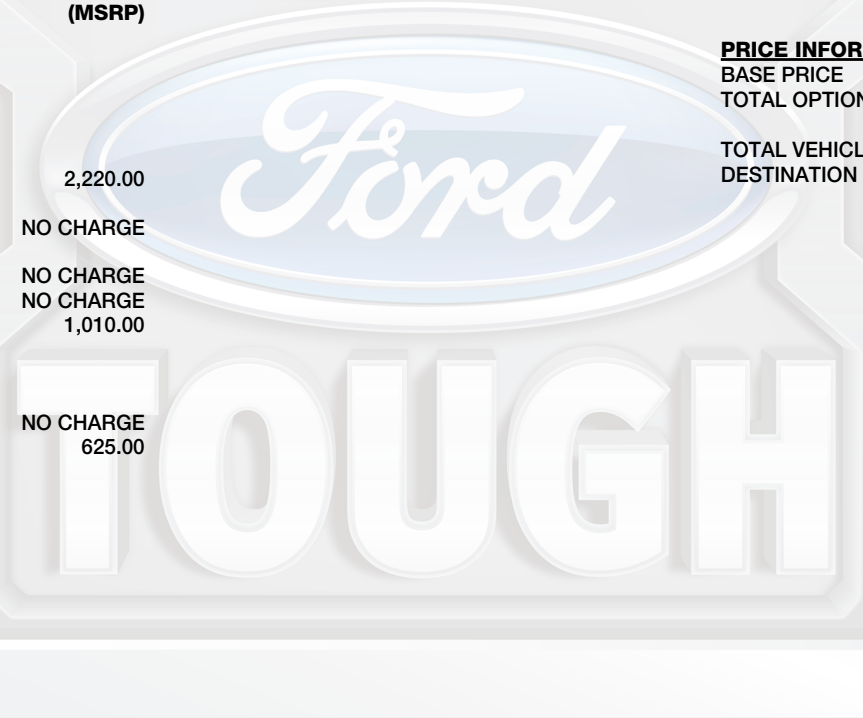 (MSRP)
2,220.00
NO CHARGE
NO CHARGE
NO CHARGE
1,010.00
NO CHARGE
625.00
PRICE INFOR
BASE PRICE
TOTAL OPTION
TOTAL VEHICL
DESTINATION
Ford
TOUGH